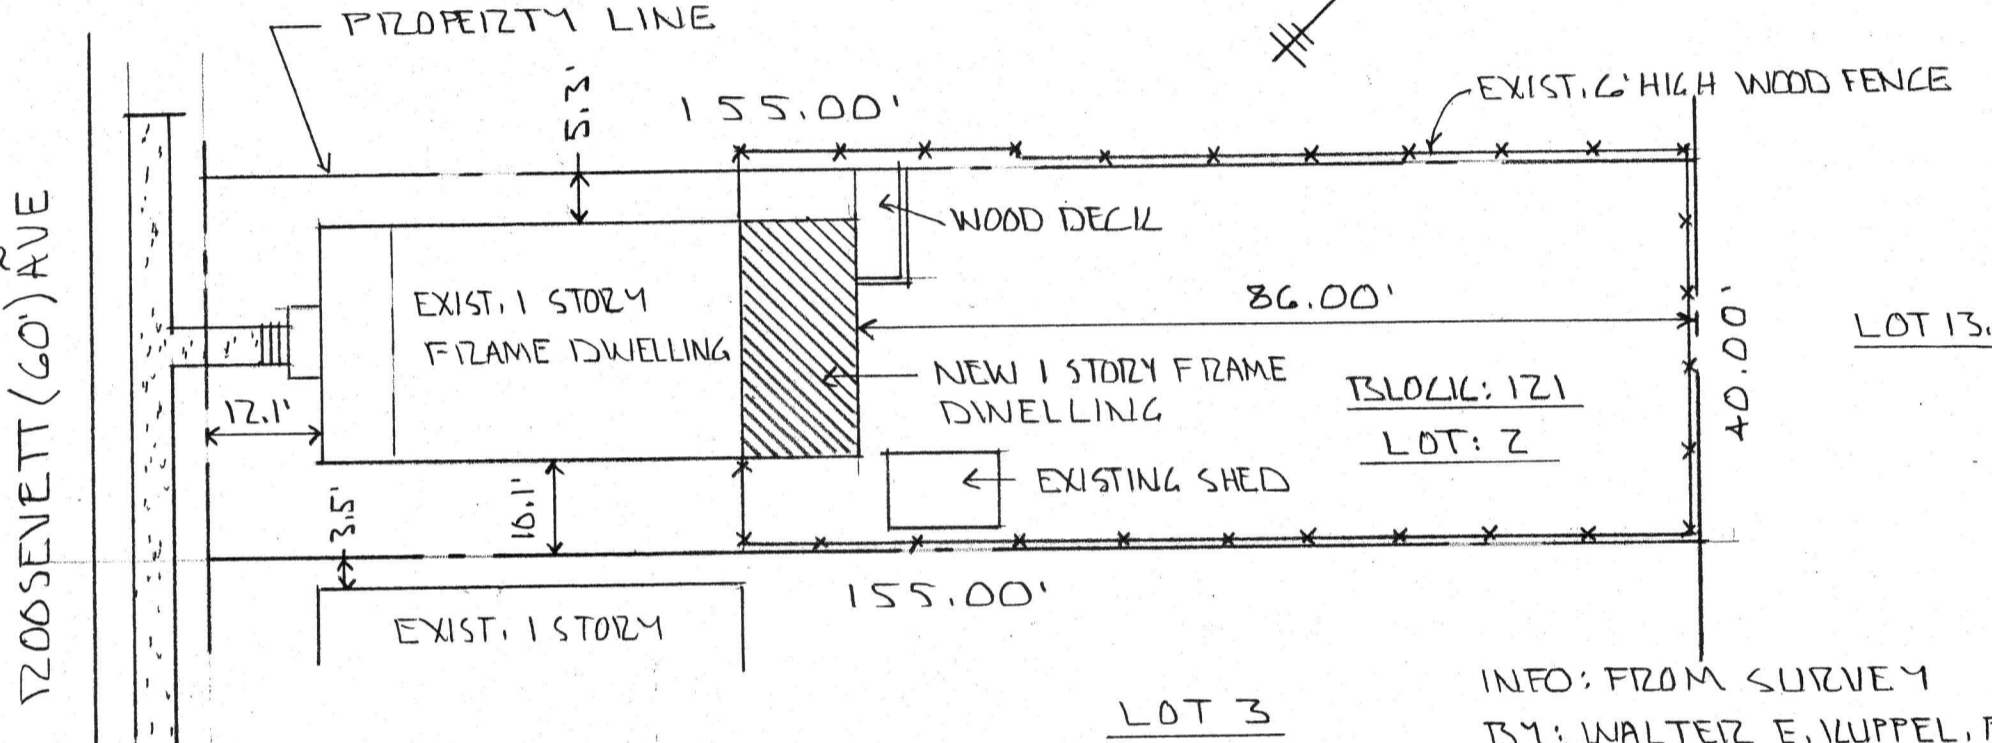 PROPERTY LINE
5.3'
155.00'
EXIST. 6' HIGH WOOD FENCE
ROOSEVETT (60') AVE
WOOD DECK
EXIST. 1 STORY
FRAME DWELLING
86.00'
40.00'
LOT 13.
NEW 1 STORY FRAME
DWELLING
BLOCK: 121
LOT: 2
12.1'
EXISTING SHED
3.5'
10.1'
155.00'
EXIST. 1 STORY
LOT 3
INFO: FROM SURVEY
BY: WALTER E. KUPPEL,